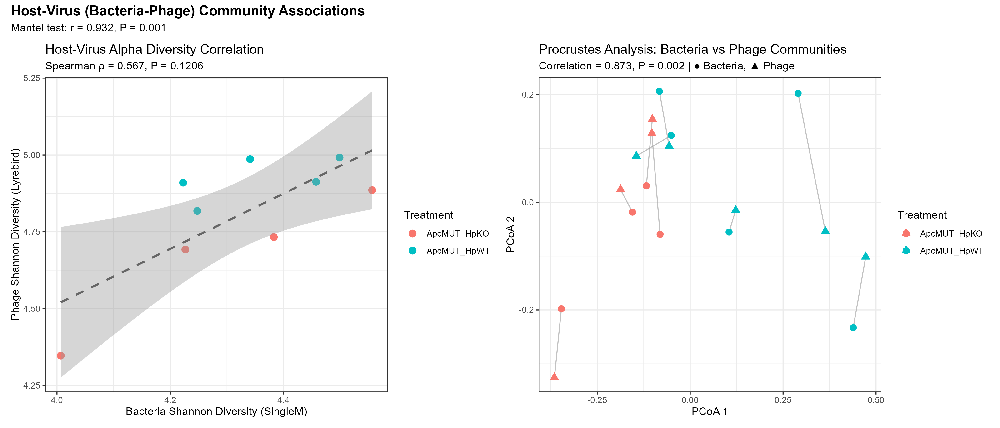 Host-Virus (Bacteria-Phage) Community Associations
Mantel test: r = 0.932, P = 0.001
Host-Virus Alpha Diversity Correlation
Spearman ρ = 0.567, P = 0.1206
5.25
5.00
4.75
4.50
4.25
Phage Shannon Diversity (Lyrebird)
4.0
4.2
4.4
Bacteria Shannon Diversity (SingleM)
Treatment
ApcMUT_HpKO
ApcMUT_HpWT
Procrustes Analysis: Bacteria vs Phage Communities
Correlation = 0.873, P = 0.002 | ● Bacteria, ▲ Phage
0.2
0.0
-0.2
PCoA 2
-0.25
0.00
0.25
0.50
PCoA 1
Treatment
ApcMUT_HpKO
ApcMUT_HpWT